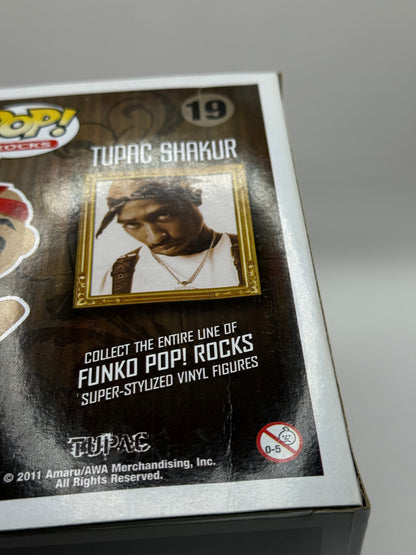 19
POP!
ROCKS
TUPAC SHAKUR
COLLECT THE ENTIRE LINE OF
FUNKO POP! ROCKS
SUPER-STYLIZED VINYL FIGURES
TUPAC
0-5
© 2011 Amaru/AWA Merchandising, Inc.
All Rights Reserved.